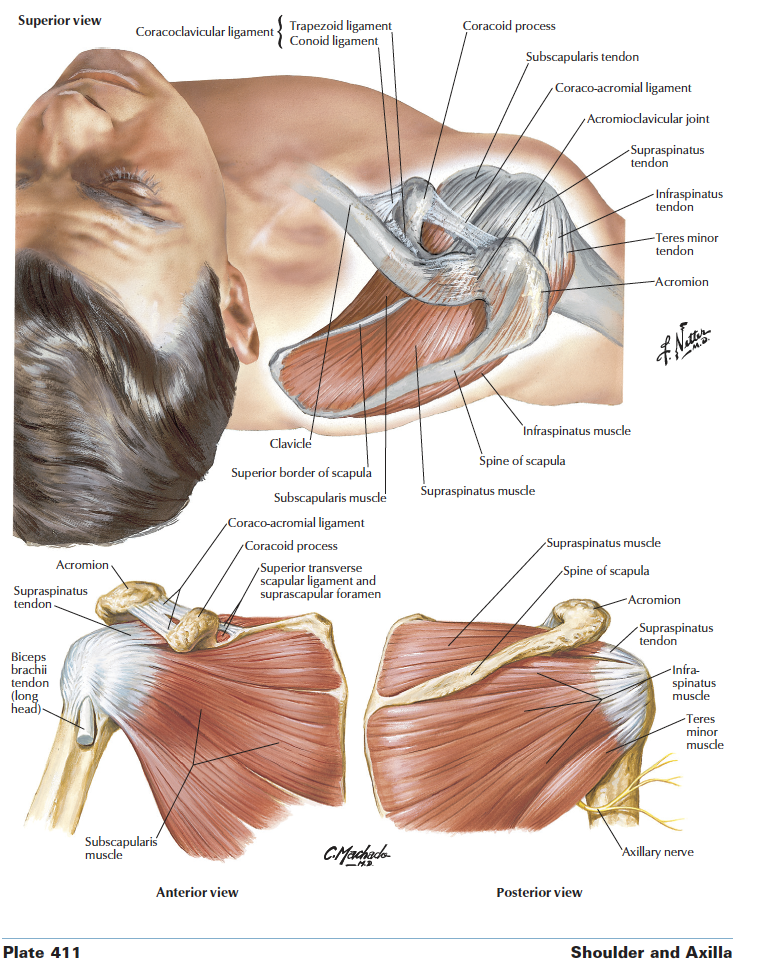 Superior view
Coracoclavicular ligament
Trapezoid ligament
Conoid ligament
Coracoid process
Subscapularis tendon
Coraco-acromial ligament
Acromioclavicular joint
Supraspinatus
tendon
Infraspinatus
tendon
Teres minor
tendon
Acromion
F. Netter
M.D.
Infraspinatus muscle
Clavicle
Spine of scapula
Superior border of scapula
Supraspinatus muscle
Subscapularis muscle
Coraco-acromial ligament
Coracoid process
Acromion
Superior transverse
scapular ligament and
suprascapular foramen
Supraspinatus
tendon
Biceps
brachii
tendon
(long
head)
Subscapularis
muscle
C. Machado
M.D.
Anterior view
Supraspinatus muscle
Spine of scapula
Acromion
Supraspinatus
tendon
Infra-
spinatus
muscle
Teres
minor
muscle
Axillary nerve
Posterior view
Plate 411
Shoulder and Axilla